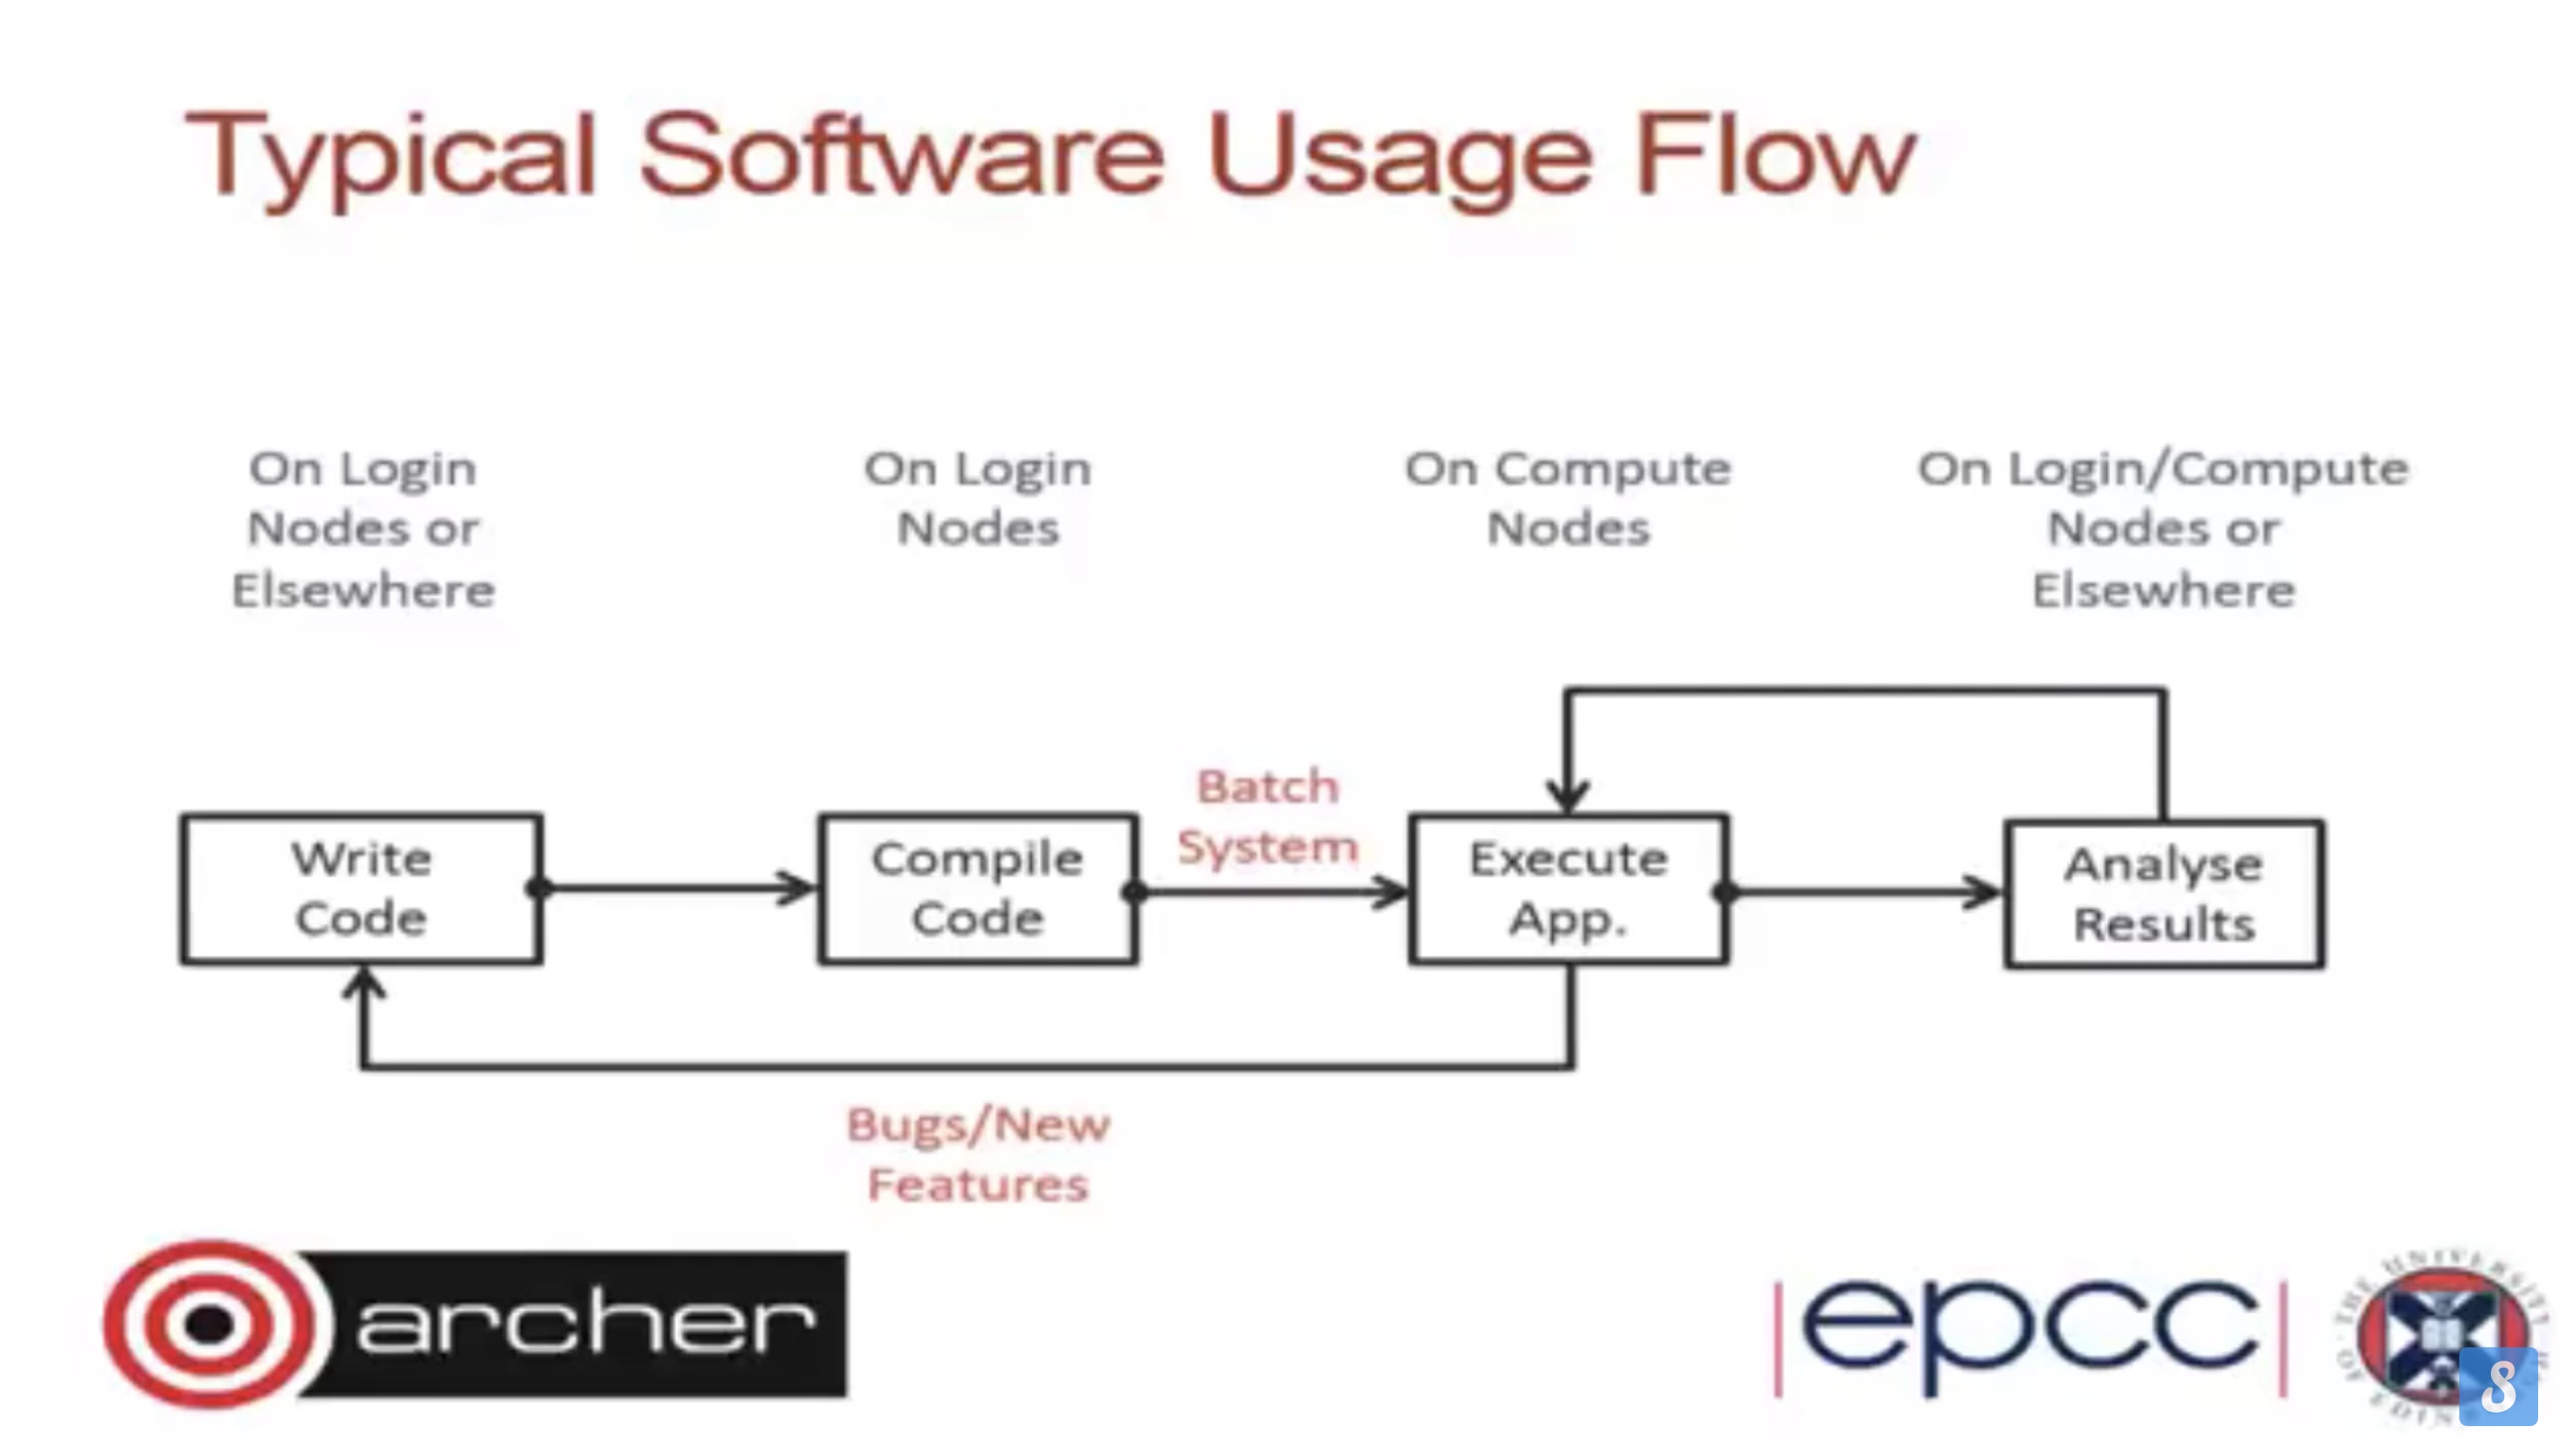 Typical Software Usage Flow
On Login
Nodes or
Elsewhere
On Login
Nodes
On Compute
Nodes
On Login/Compute
Nodes or
Elsewhere
Write
Code
Compile
Code
Batch
System
Execute
App.
Analyse
Results
Bugs/New
Features
archer
epcc
THE UNIVERSITY
OF EDIN